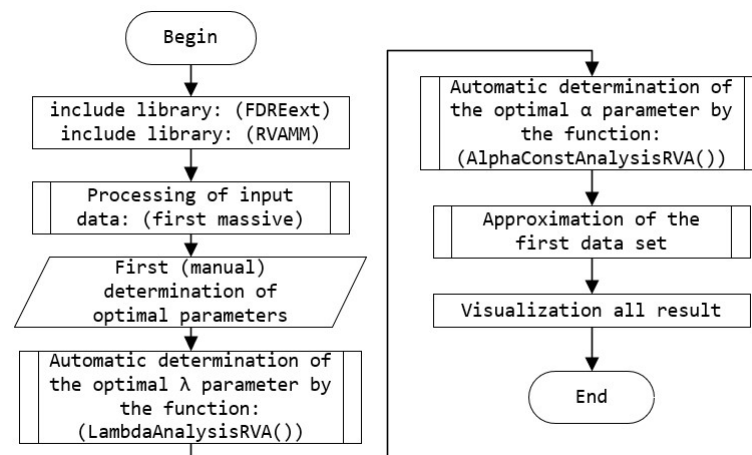 Begin
include library: (FDREext)
include library: (RVAMM)
Processing of input
data: (first massive)
First (manual)
determination of
optimal parameters
Automatic determination of
the optimal λ parameter by
the function:
(LambdaAnalysisRVA())
Automatic determination of
the optimal α parameter by
the function:
(AlphaConstAnalysisRVA())
Approximation of the
first data set
Visualization all result
End